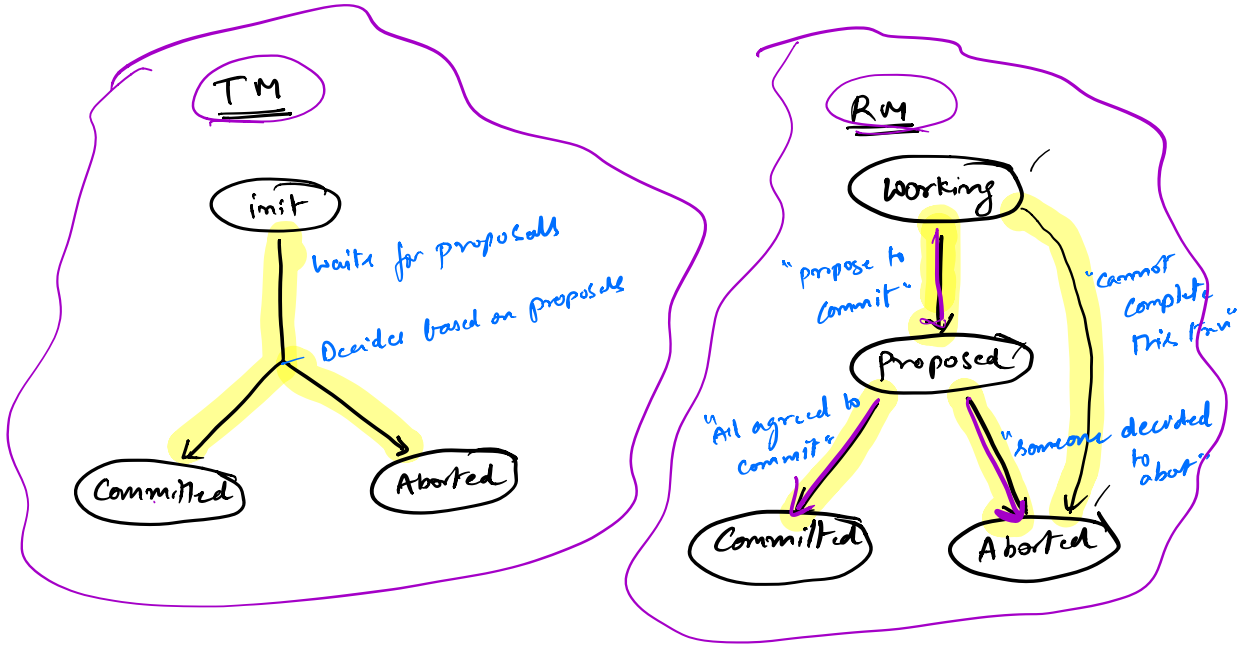 TM
init
waits for proposals
Decides based on proposals
Committed
Aborted
RM
working
"propose to
commit"
"cannot
complete
this txn"
proposed
"All agreed to
commit"
"someone decided
to
abort"
Committed
Aborted